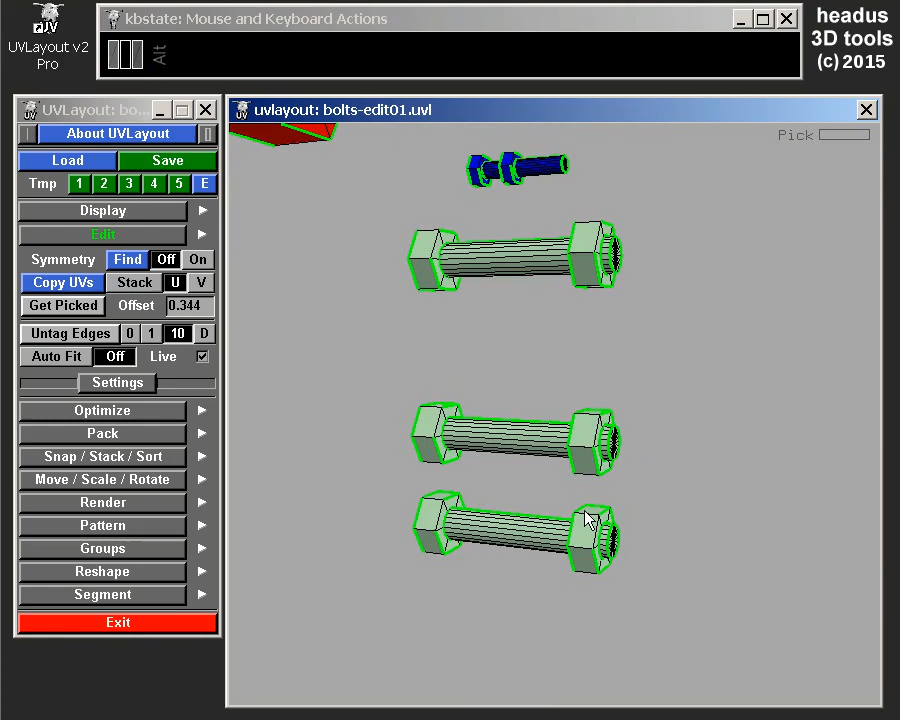 kbstate: Mouse and Keyboard Actions
headus
3D tools
(c) 2015
UV
UVLayout v2
Pro
Alt
UVLayout: bo...
uvlayout: bolts-edit01.uvl
About UVLayout
Pick
Load Save
Tmp 1 2 3 4 5 E
Display
Edit
Symmetry Find Off On
Copy UVs Stack U V
Get Picked Offset 0.344
Untag Edges 0 1 10 D
Auto Fit Off Live
Settings
Optimize
Pack
Snap / Stack / Sort
Move / Scale / Rotate
Render
Pattern
Groups
Reshape
Segment
Exit